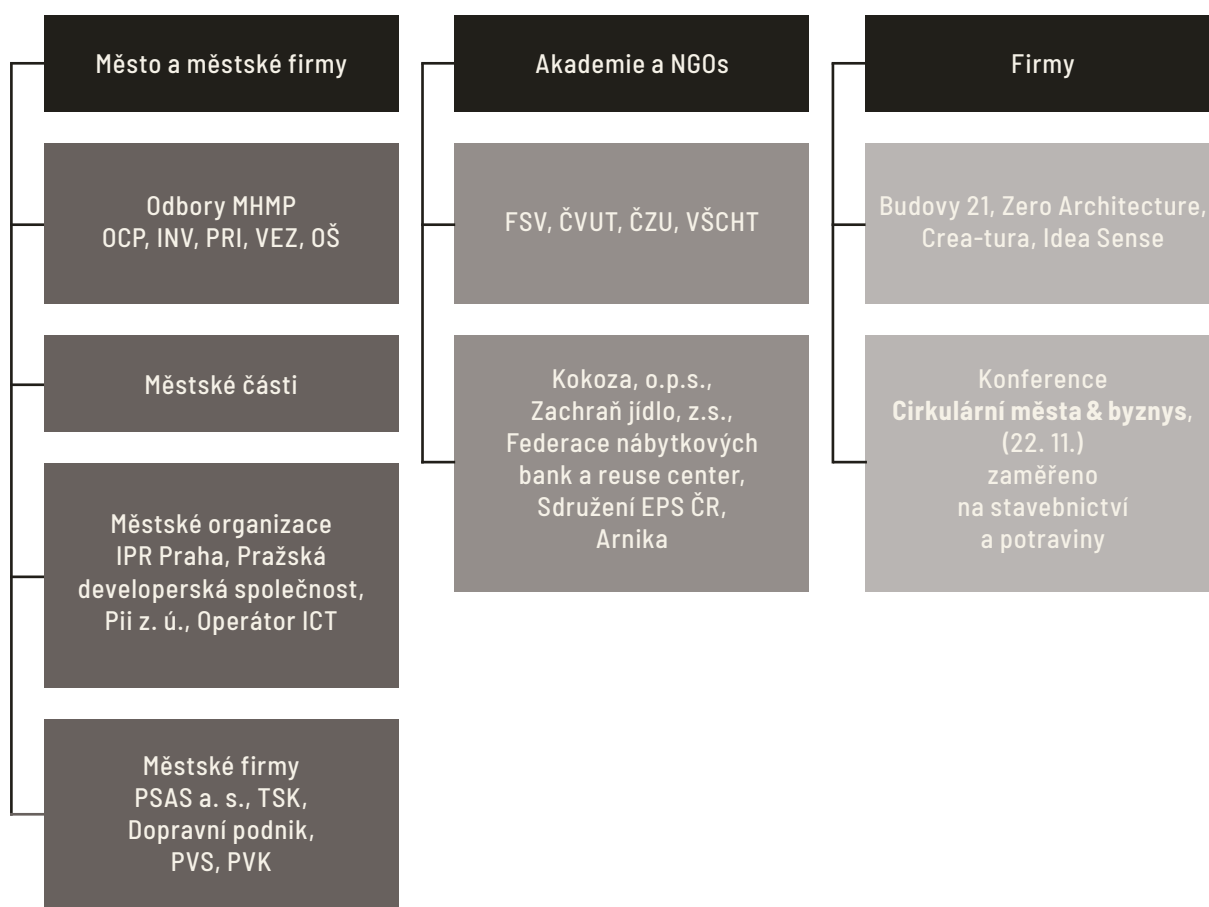 Město a městské firmy
Odbory MHMP
OCP, INV, PRI, VEZ, OŠ
Městské části
Městské organizace
IPR Praha, Pražská
developerská společnost,
Pii z. ú., Operátor ICT
Městské firmy
PSAS a. s., TSK,
Dopravní podnik,
PVS, PVK
Akademie a NGOs
FSV, ČVUT, ČZU, VŠCHT
Kokoza, o.p.s.,
Zachraň jídlo, z.s.,
Federace nábytkových
bank a reuse center,
Sdružení EPS ČR,
Arnika
Firmy
Budovy 21, Zero Architecture,
Crea-tura, Idea Sense
Konference
Cirkulární města & byznys,
(22. 11.)
zaměřeno
na stavebnictví
a potraviny